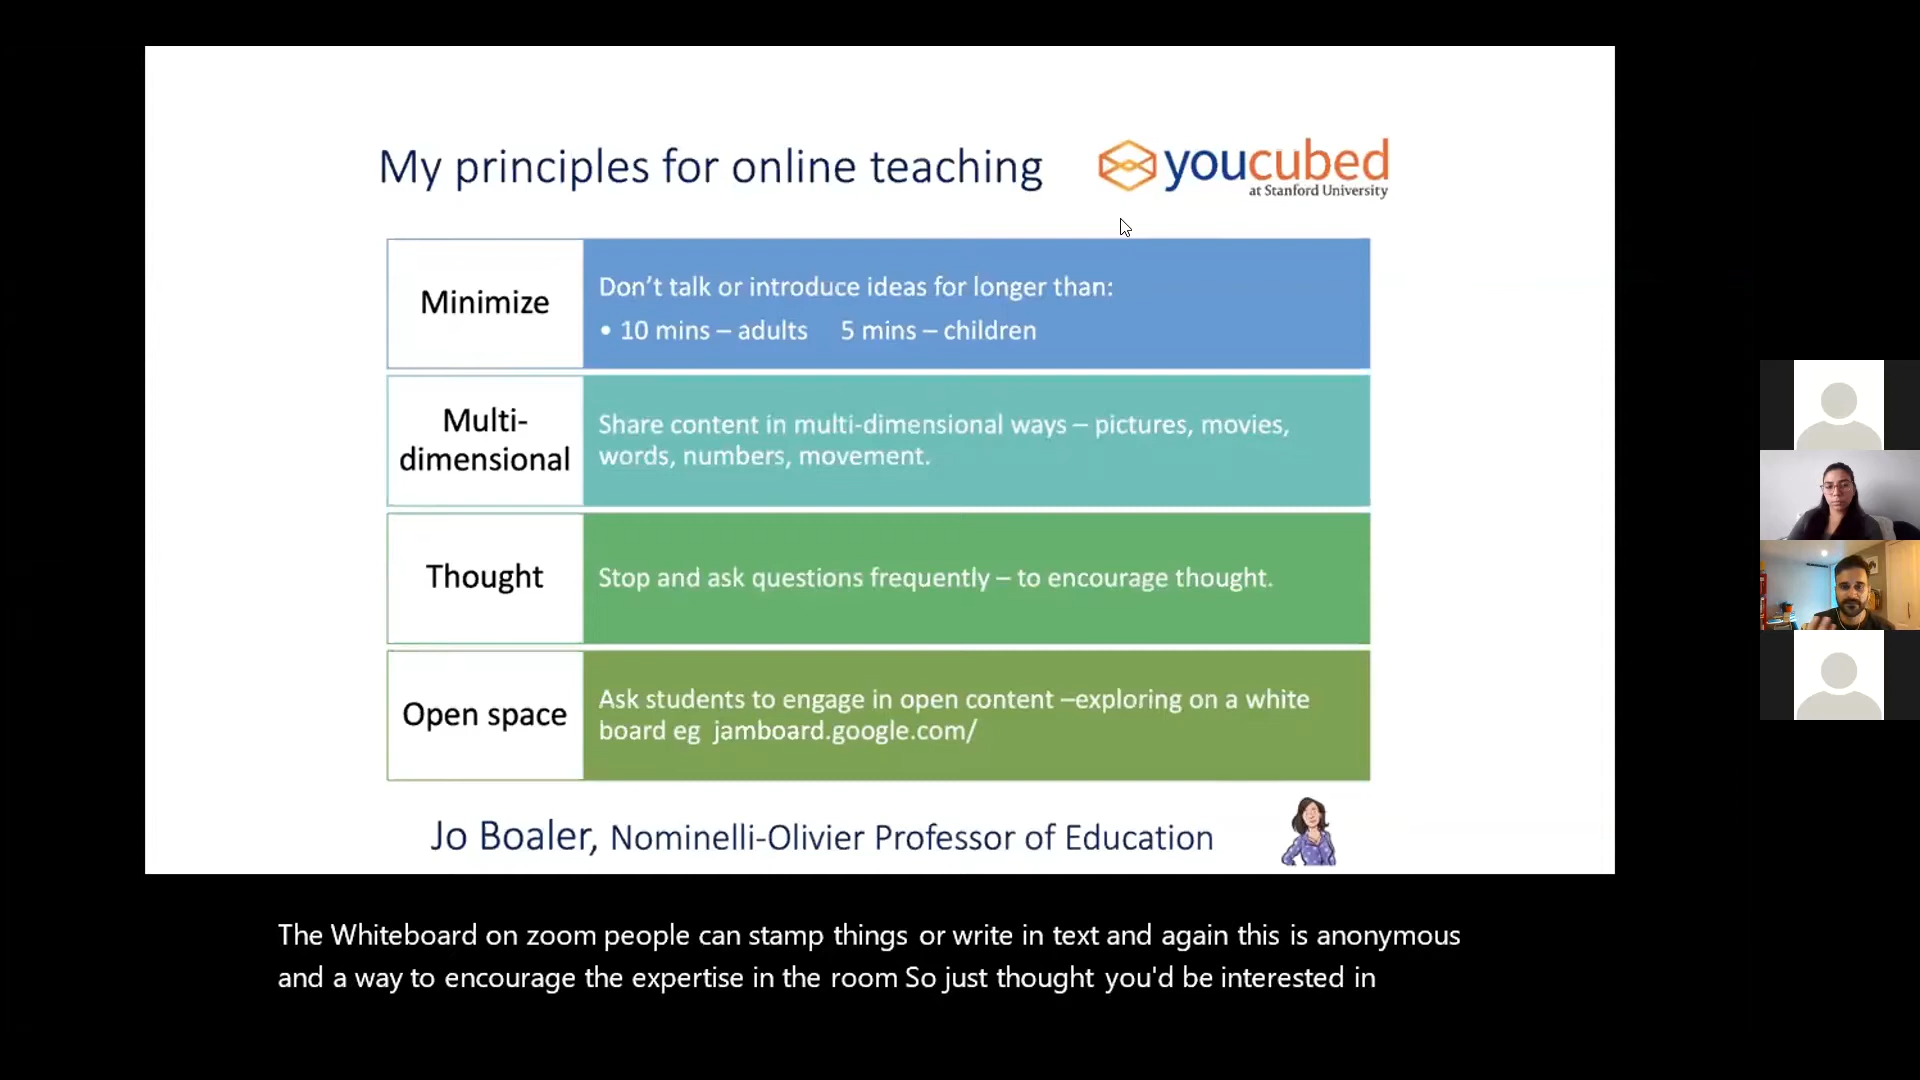 My principles for online teaching
youcubed
at Stanford University
Minimize
Don’t talk or introduce ideas for longer than:
• 10 mins – adults 5 mins – children
Multi-
dimensional
Share content in multi-dimensional ways – pictures, movies,
words, numbers, movement.
Thought
Stop and ask questions frequently – to encourage thought.
Open space
Ask students to engage in open content –exploring on a white
board eg jamboard.google.com/
Jo Boaler, Nominelli-Olivier Professor of Education
The Whiteboard on zoom people can stamp things or write in text and again this is anonymous
and a way to encourage the expertise in the room So just thought you'd be interested in